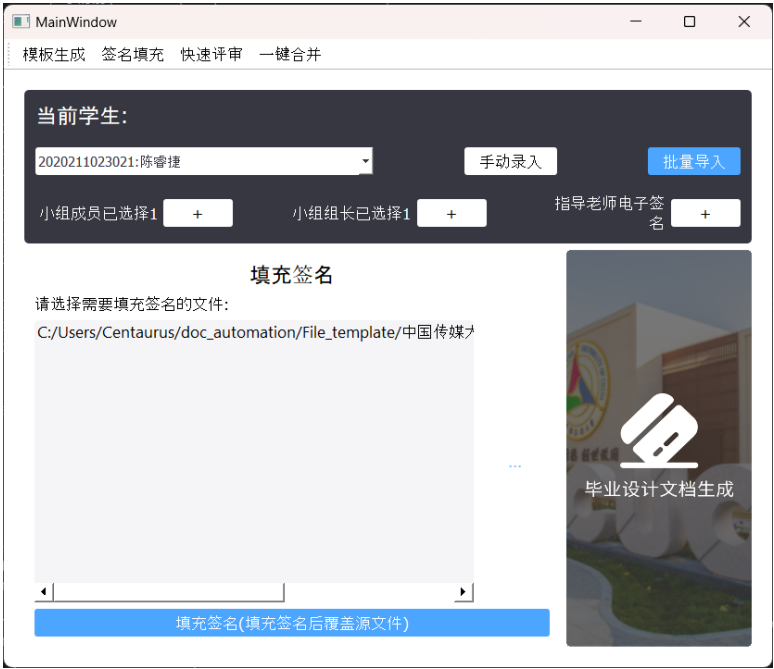 MainWindow
模板生成 签名填充 快速评审 一键合并
当前学生:
2020211023021:陈睿捷 手动录入 批量导入
小组成员已选择1 + 小组组长已选择1 + 指导老师电子签
名 +
填充签名
请选择需要填充签名的文件:
C:/Users/Centaurus/doc_automation/File_template/中国传媒大
...
毕业设计文档生成
填充签名(填充签名后覆盖源文件)